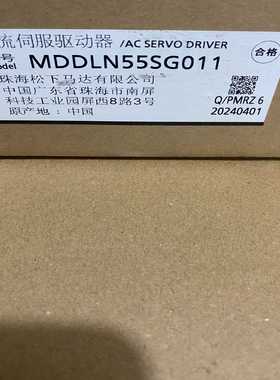 流伺服驱动器 /AC SERVO DRIVER
号
odel MDDLN55SG011
合格
珠海松下马达有限公司
中国广东省珠海市南屏
科技工业园屏西8路3号
原产地：中国
Q/PMRZ 6
20240401